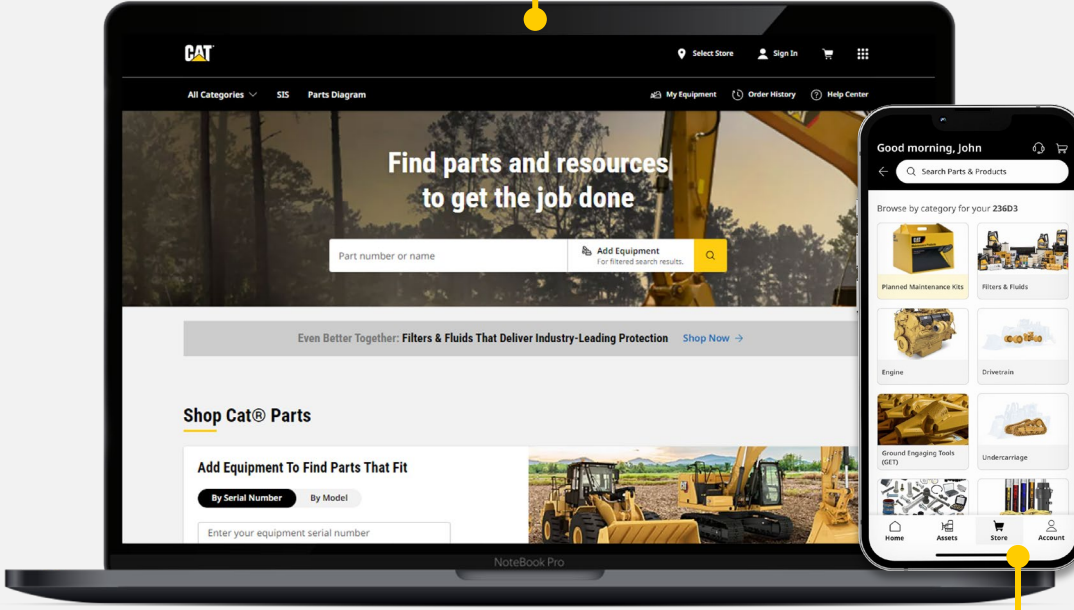 CAT
Select Store
Sign In
All Categories
SIS
Parts Diagram
My Equipment
Order History
Help Center
Find parts and resources
to get the job done
Part number or name
Add Equipment
For filtered search results.
Even Better Together: Filters & Fluids That Deliver Industry-Leading Protection Shop Now →
Shop Cat® Parts
Add Equipment To Find Parts That Fit
By Serial Number
By Model
Enter your equipment serial number
NoteBook Pro
Good morning, John
Search Parts & Products
Browse by category for your 236D3
Planned Maintenance Kits
Filters & Fluids
Engine
Drivetrain
Ground Engaging Tools
(GET)
Undercarriage
Home
Assets
Store
Account